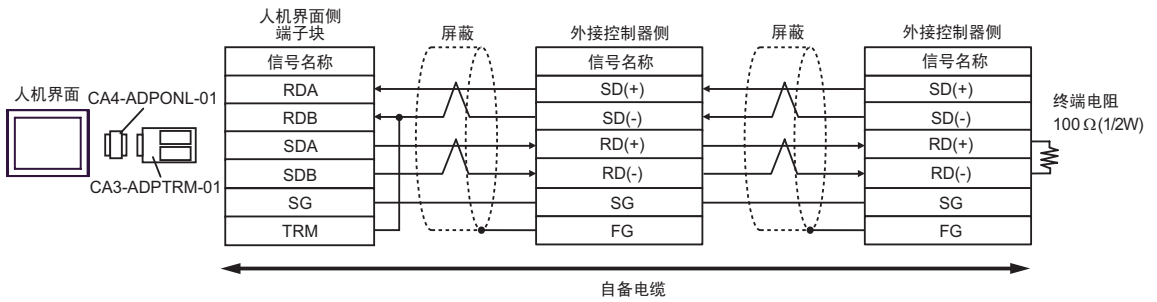 人机界面
CA4-ADPONL-01
CA3-ADPTRM-01
人机界面侧
端子块
信号名称
RDA
RDB
SDA
SDB
SG
TRM
屏蔽
外接控制器侧
信号名称
SD(+)
SD(-)
RD(+)
RD(-)
SG
FG
屏蔽
外接控制器侧
信号名称
SD(+)
SD(-)
RD(+)
RD(-)
SG
FG
终端电阻
100Ω(1/2W)
自备电缆